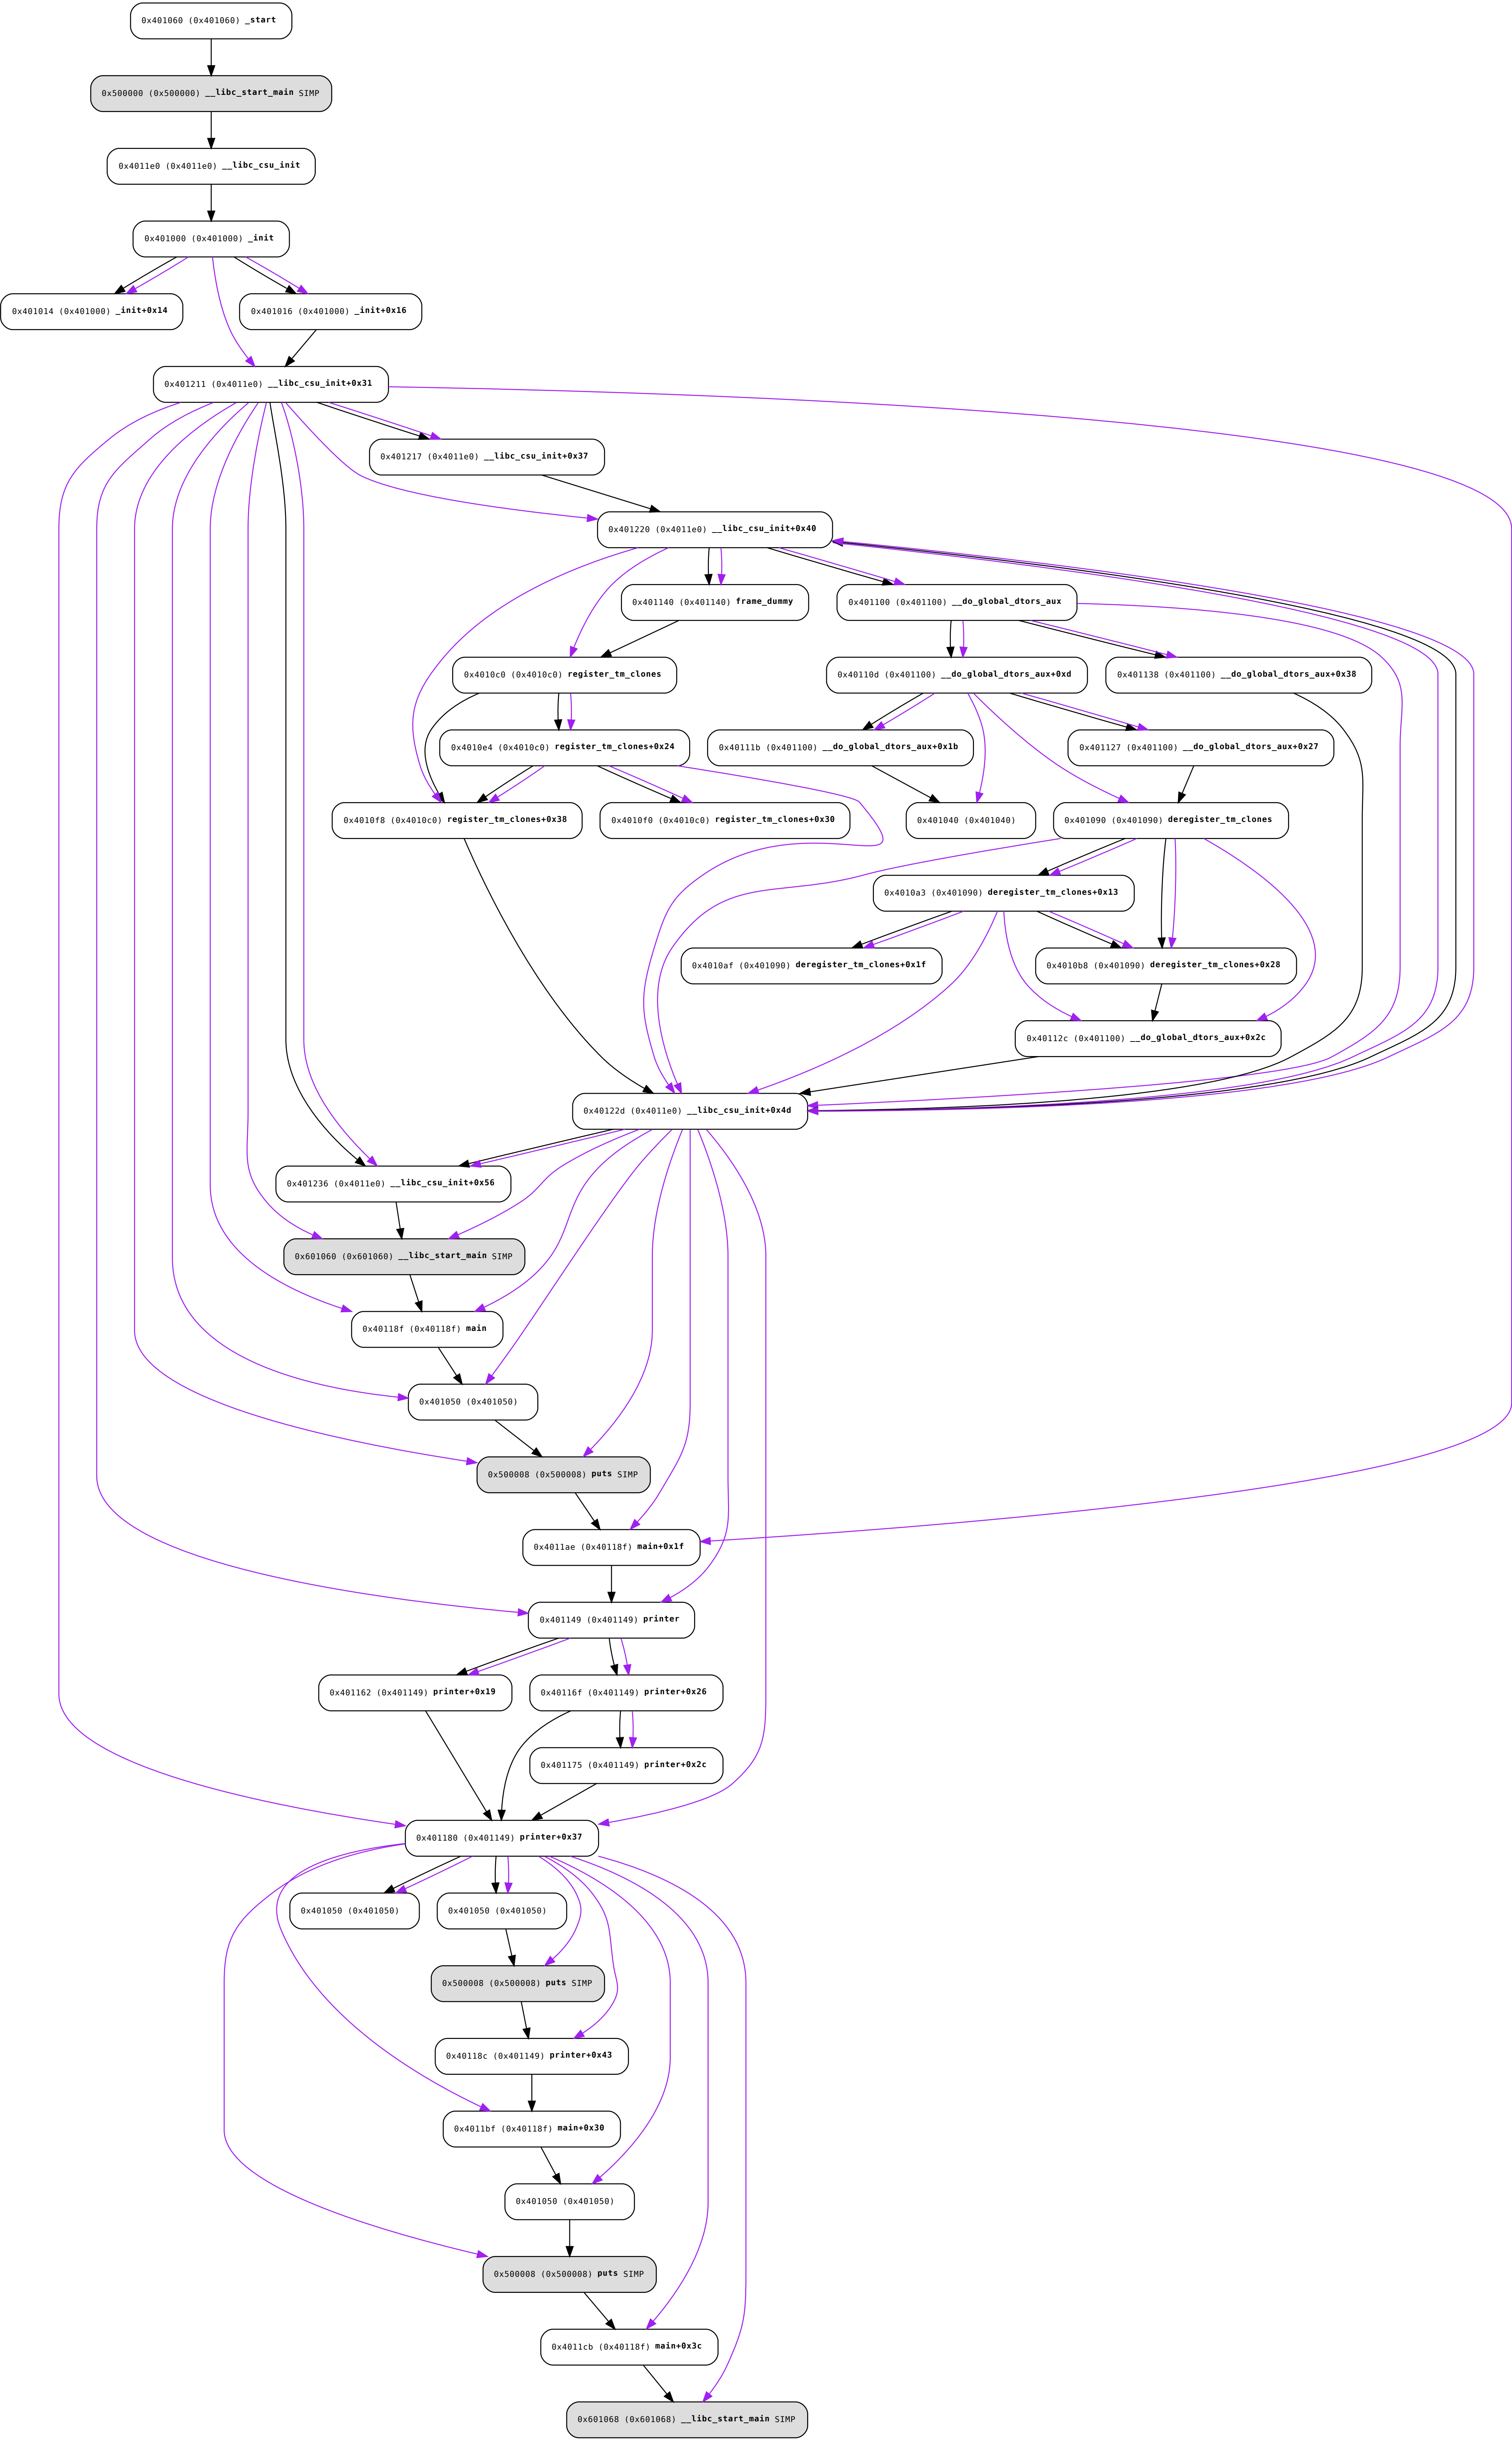 0x401060 (0x401060) _start
0x500000 (0x500000) __libc_start_main SIMP
0x4011e0 (0x4011e0) __libc_csu_init
0x401000 (0x401000) _init
0x401014 (0x401000) _init+0x14
0x401016 (0x401000) _init+0x16
0x401211 (0x4011e0) __libc_csu_init+0x31
0x401217 (0x4011e0) __libc_csu_init+0x37
0x401220 (0x4011e0) __libc_csu_init+0x40
0x401140 (0x401140) frame_dummy
0x401100 (0x401100) __do_global_dtors_aux
0x4010c0 (0x4010c0) register_tm_clones
0x40110d (0x401100) __do_global_dtors_aux+0xd
0x401138 (0x401100) __do_global_dtors_aux+0x38
0x4010e4 (0x4010c0) register_tm_clones+0x24
0x40111b (0x401100) __do_global_dtors_aux+0x1b
0x401127 (0x401100) __do_global_dtors_aux+0x27
0x4010f8 (0x4010c0) register_tm_clones+0x38
0x4010f0 (0x4010c0) register_tm_clones+0x30
0x401040 (0x401040)
0x401090 (0x401090) deregister_tm_clones
0x4010a3 (0x401090) deregister_tm_clones+0x13
0x4010af (0x401090) deregister_tm_clones+0x1f
0x4010b8 (0x401090) deregister_tm_clones+0x28
0x40112c (0x401100) __do_global_dtors_aux+0x2c
0x40122d (0x4011e0) __libc_csu_init+0x4d
0x401236 (0x4011e0) __libc_csu_init+0x56
0x601060 (0x601060) __libc_start_main SIMP
0x40118f (0x40118f) main
0x401050 (0x401050)
0x500008 (0x500008) puts SIMP
0x4011ae (0x40118f) main+0x1f
0x401149 (0x401149) printer
0x401162 (0x401149) printer+0x19
0x40116f (0x401149) printer+0x26
0x401175 (0x401149) printer+0x2c
0x401180 (0x401149) printer+0x37
0x401050 (0x401050)
0x401050 (0x401050)
0x500008 (0x500008) puts SIMP
0x40118c (0x401149) printer+0x43
0x4011bf (0x40118f) main+0x30
0x401050 (0x401050)
0x500008 (0x500008) puts SIMP
0x4011cb (0x40118f) main+0x3c
0x601068 (0x601068) __libc_start_main SIMP